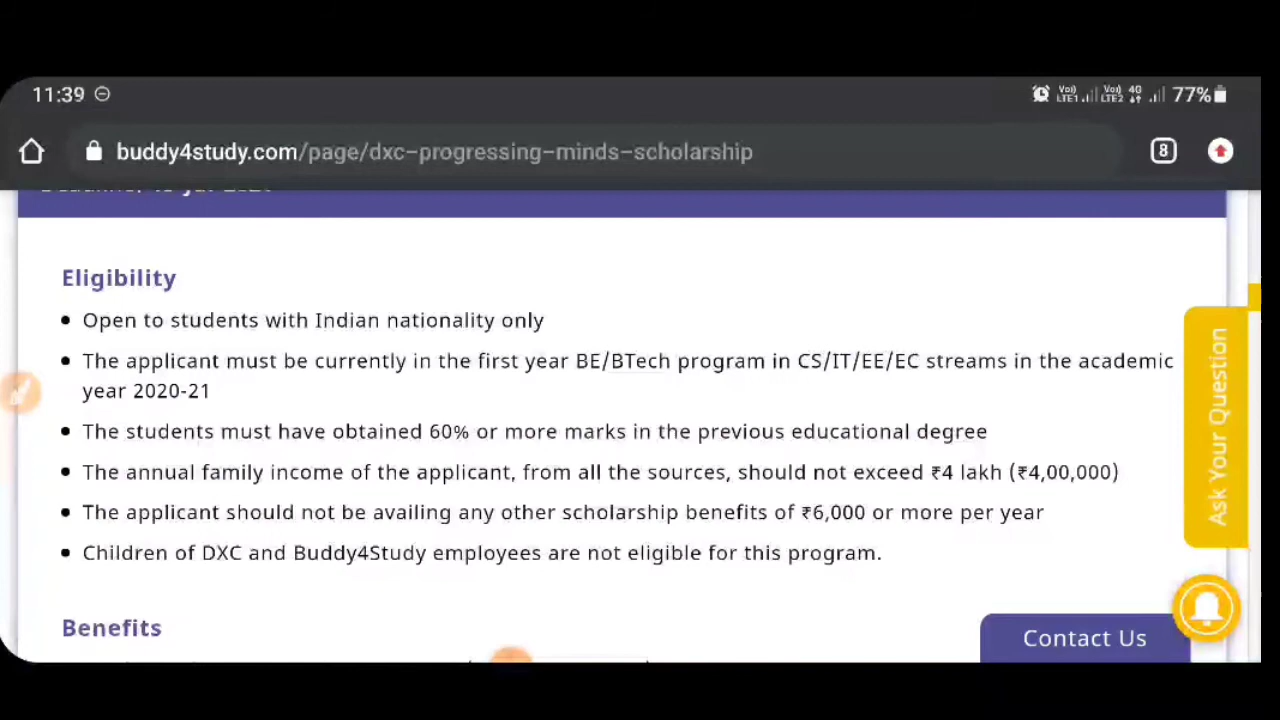 11:39
Vo) LTE1 Vo) LTE2 4G 77%
buddy4study.com/page/dxc-progressing-minds-scholarship
8
Eligibility
• Open to students with Indian nationality only
• The applicant must be currently in the first year BE/BTech program in CS/IT/EE/EC streams in the academic
year 2020-21
• The students must have obtained 60% or more marks in the previous educational degree
• The annual family income of the applicant, from all the sources, should not exceed ₹4 lakh (₹4,00,000)
• The applicant should not be availing any other scholarship benefits of ₹6,000 or more per year
• Children of DXC and Buddy4Study employees are not eligible for this program.
Ask Your Question
Benefits
Contact Us